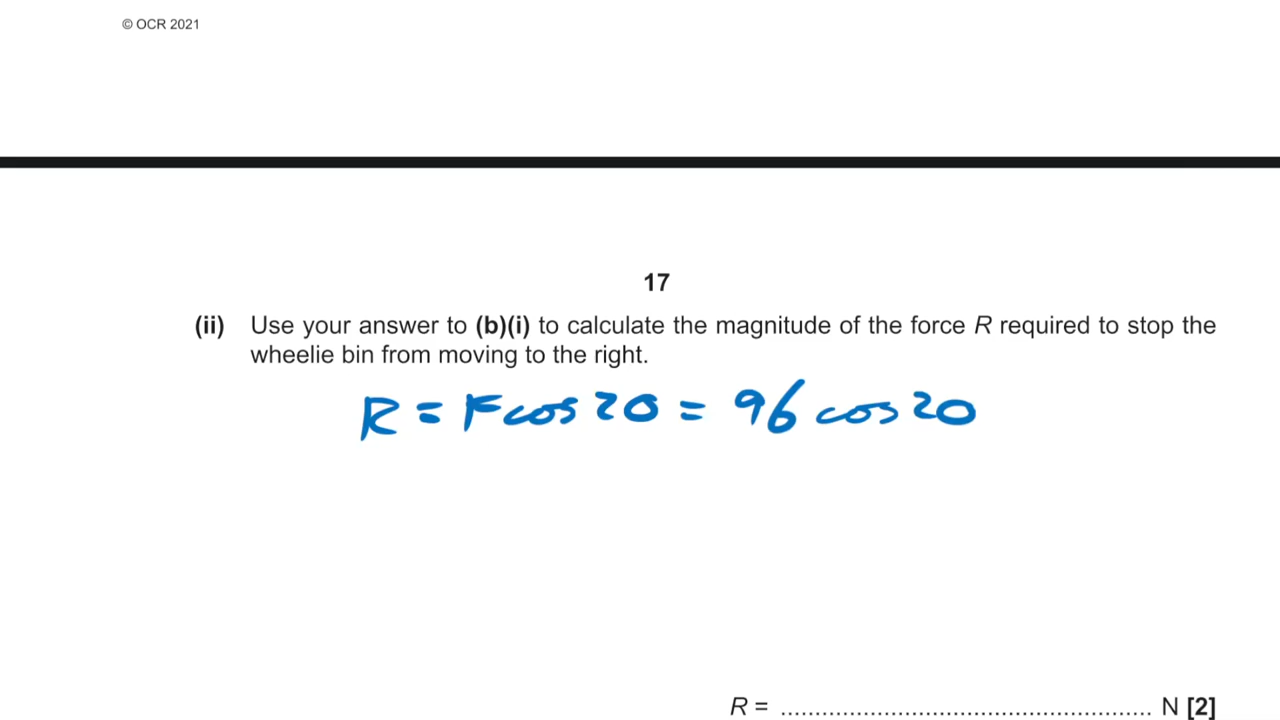 © OCR 2021
17
(ii) Use your answer to (b)(i) to calculate the magnitude of the force R required to stop the
wheelie bin from moving to the right.
R = F cos 20 = 96 cos 20
R = ...................................................... N [2]